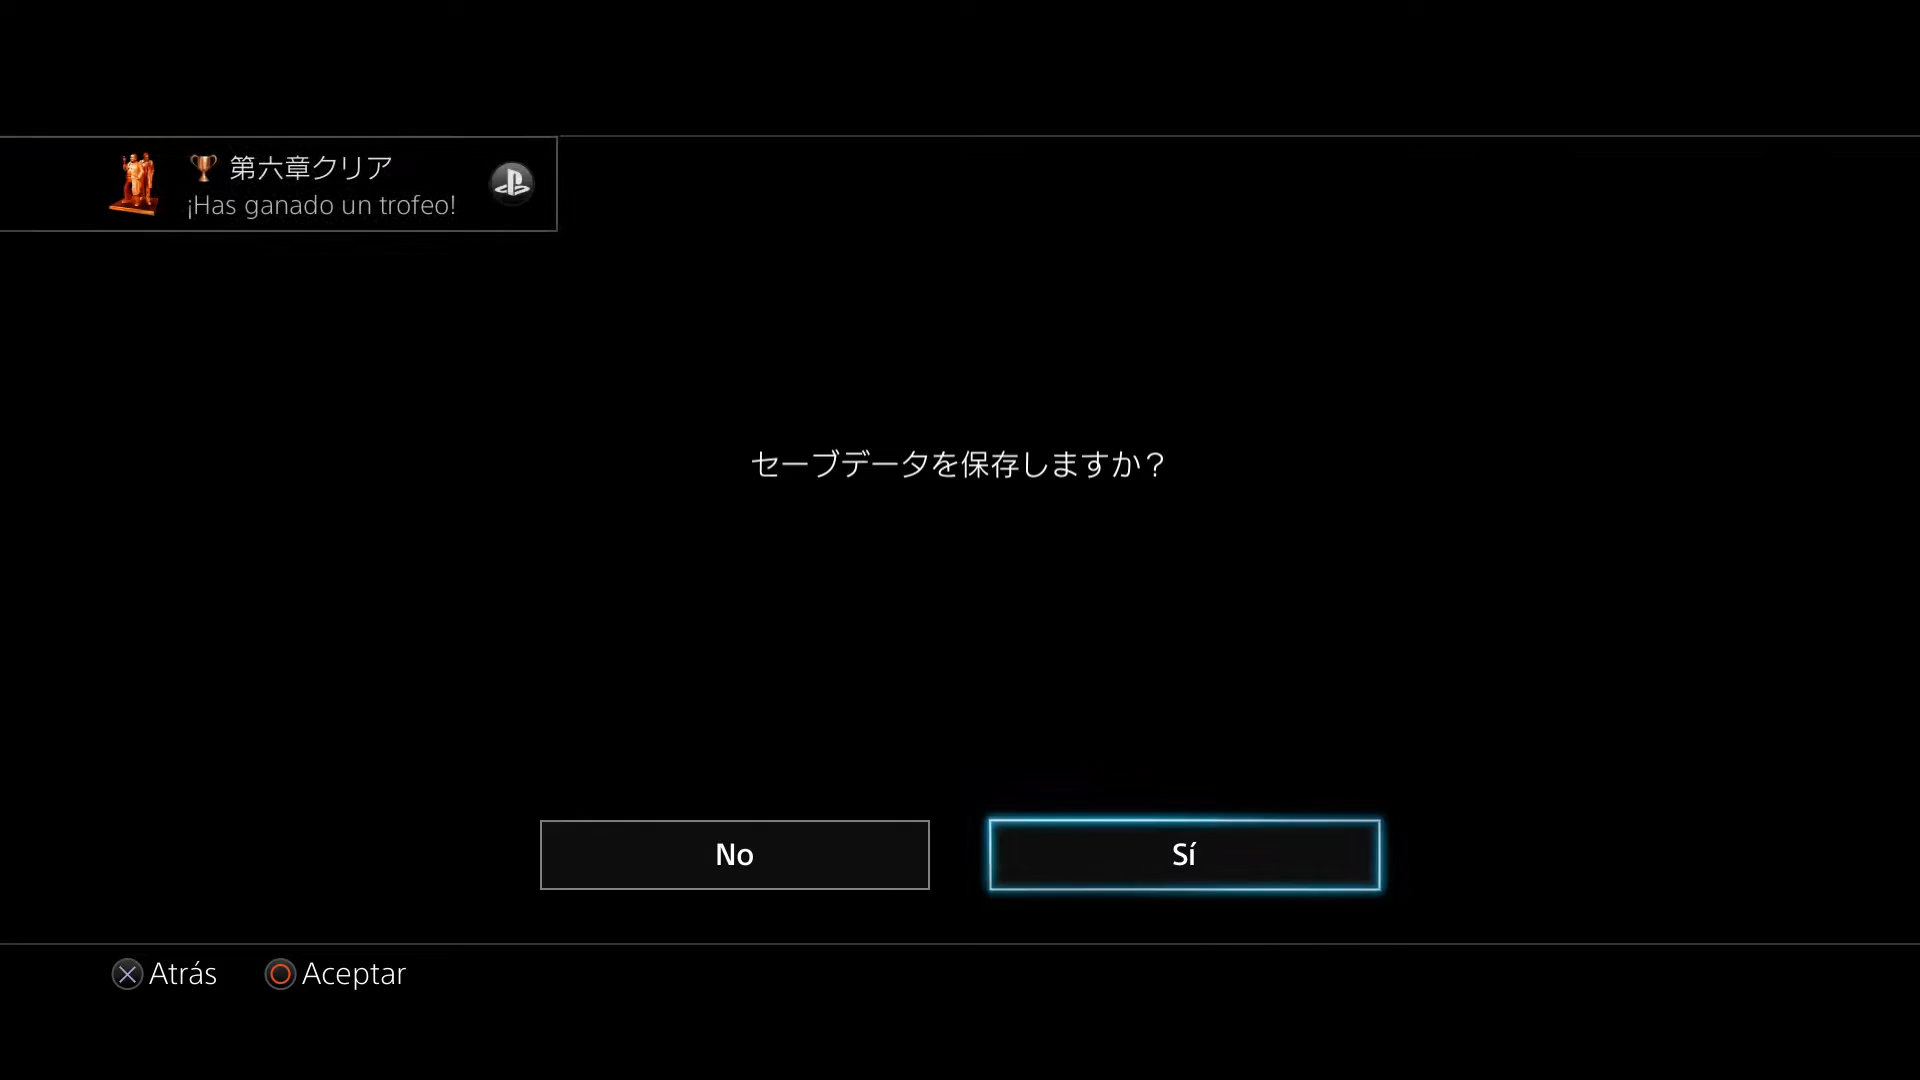 第六章クリア
¡Has ganado un trofeo!
セーブデータを保存しますか？
No
Sí
Atrás
Aceptar